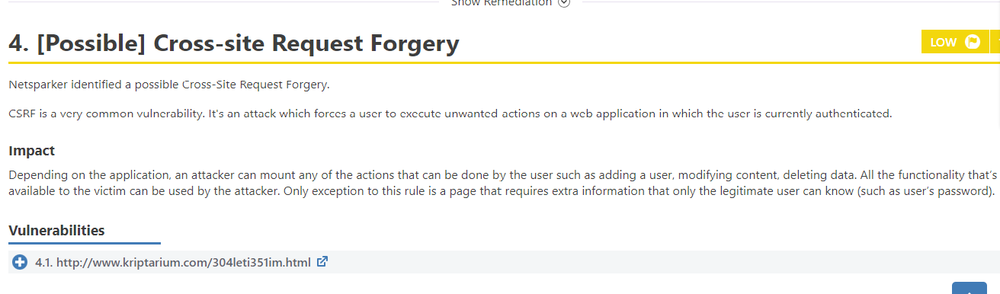 Show Remediation
4. [Possible] Cross-site Request Forgery
LOW
Netsparker identified a possible Cross-Site Request Forgery.
CSRF is a very common vulnerability. It's an attack which forces a user to execute unwanted actions on a web application in which the user is currently authenticated.
Impact
Depending on the application, an attacker can mount any of the actions that can be done by the user such as adding a user, modifying content, deleting data. All the functionality that's
available to the victim can be used by the attacker. Only exception to this rule is a page that requires extra information that only the legitimate user can know (such as user's password).
Vulnerabilities
4.1. http://www.kriptarium.com/304leti351im.html